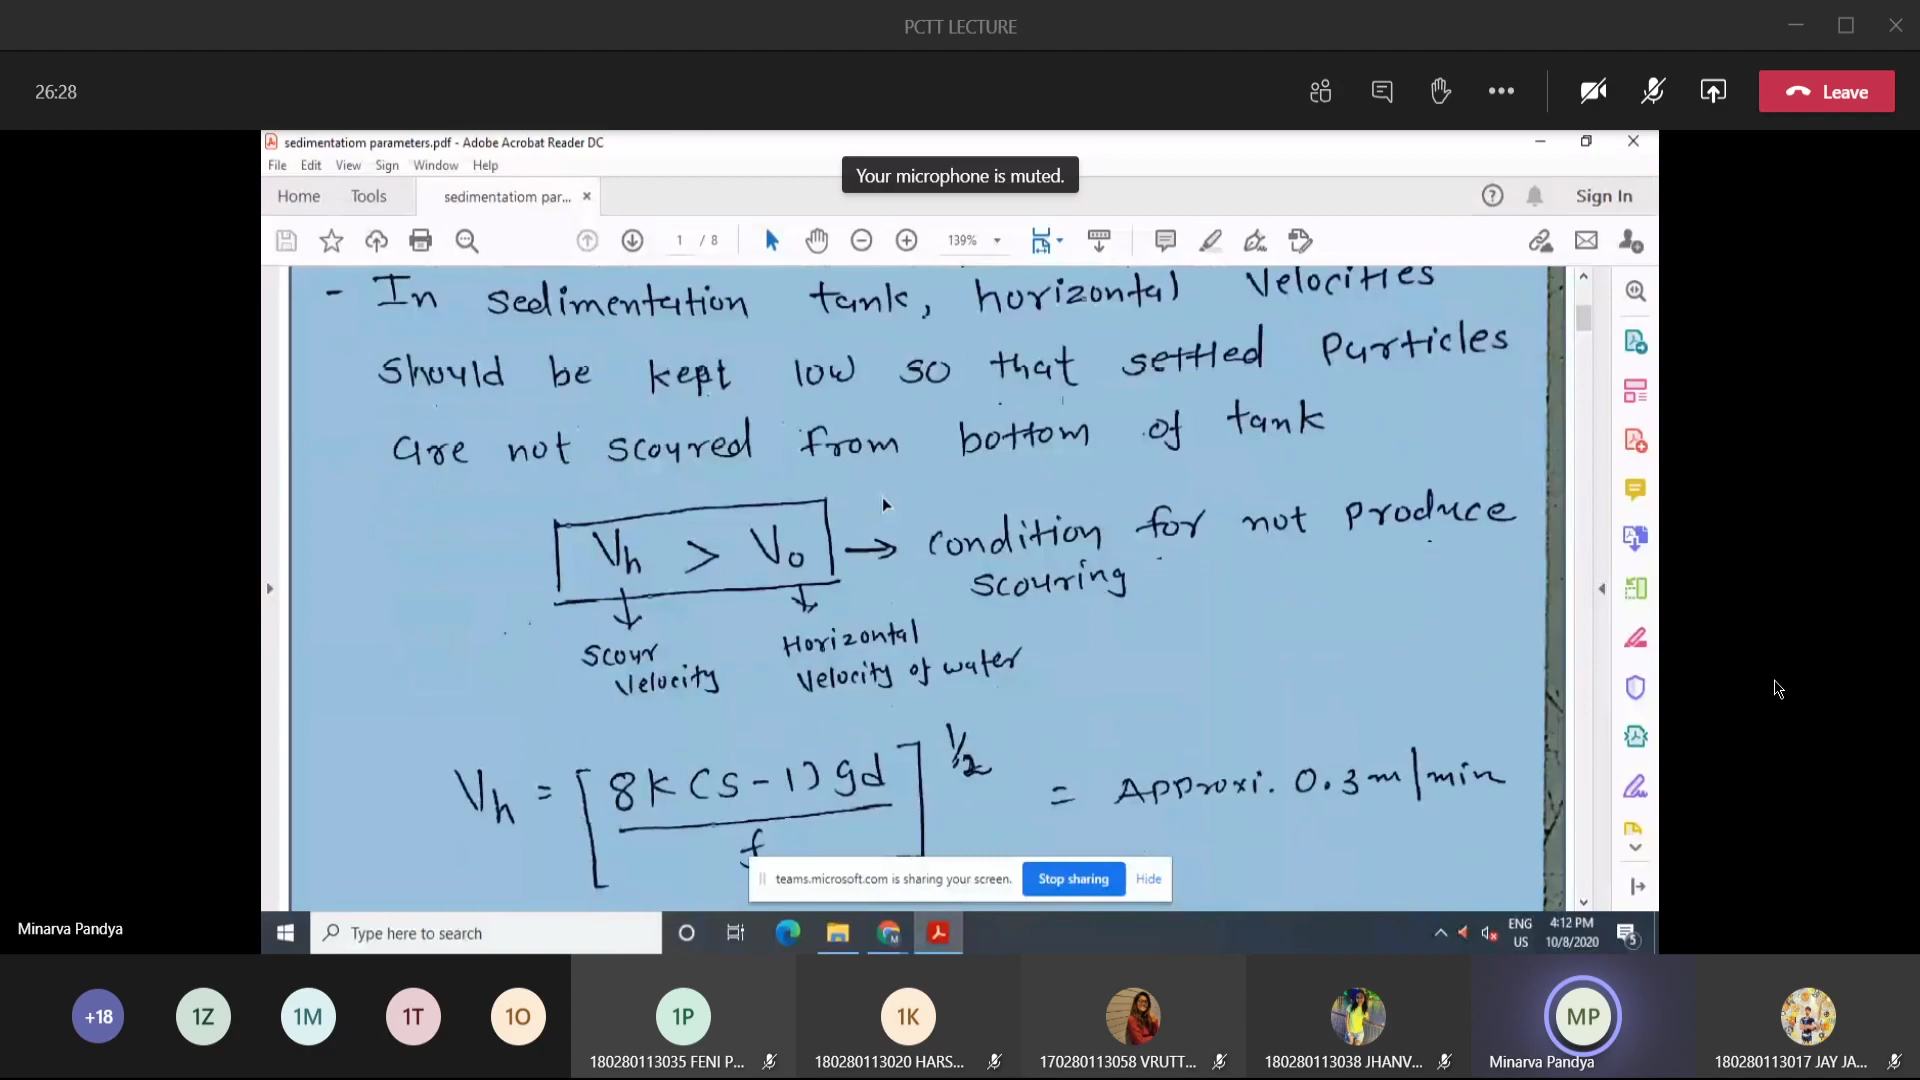 PCTT LECTURE
26:28
Leave
sedimentatiom parameters.pdf - Adobe Acrobat Reader DC
File Edit View Sign Window Help
Your microphone is muted.
Home Tools sedimentatiom par... Sign In
1 / 8 139%
- In sedimentation tank, horizontal velocities
should be kept low so that settled Particles
are not scoured from bottom of tank
Vh > Vo → condition for not produce
scouring
Scour Velocity
Horizontal Velocity of water
Vh = [8k(s-1)gd / f]^1/2 = Approxi. 0.3m/min
teams.microsoft.com is sharing your screen. Stop sharing Hide
Minarva Pandya
Type here to search
ENG US
4:12 PM
10/8/2020
5
+18 1Z 1M 1T 1O 1P 1K MP
180280113035 FENI P... 180280113020 HARS... 170280113058 VRUTT... 180280113038 JHANV... Minarva Pandya 180280113017 JAY JA...